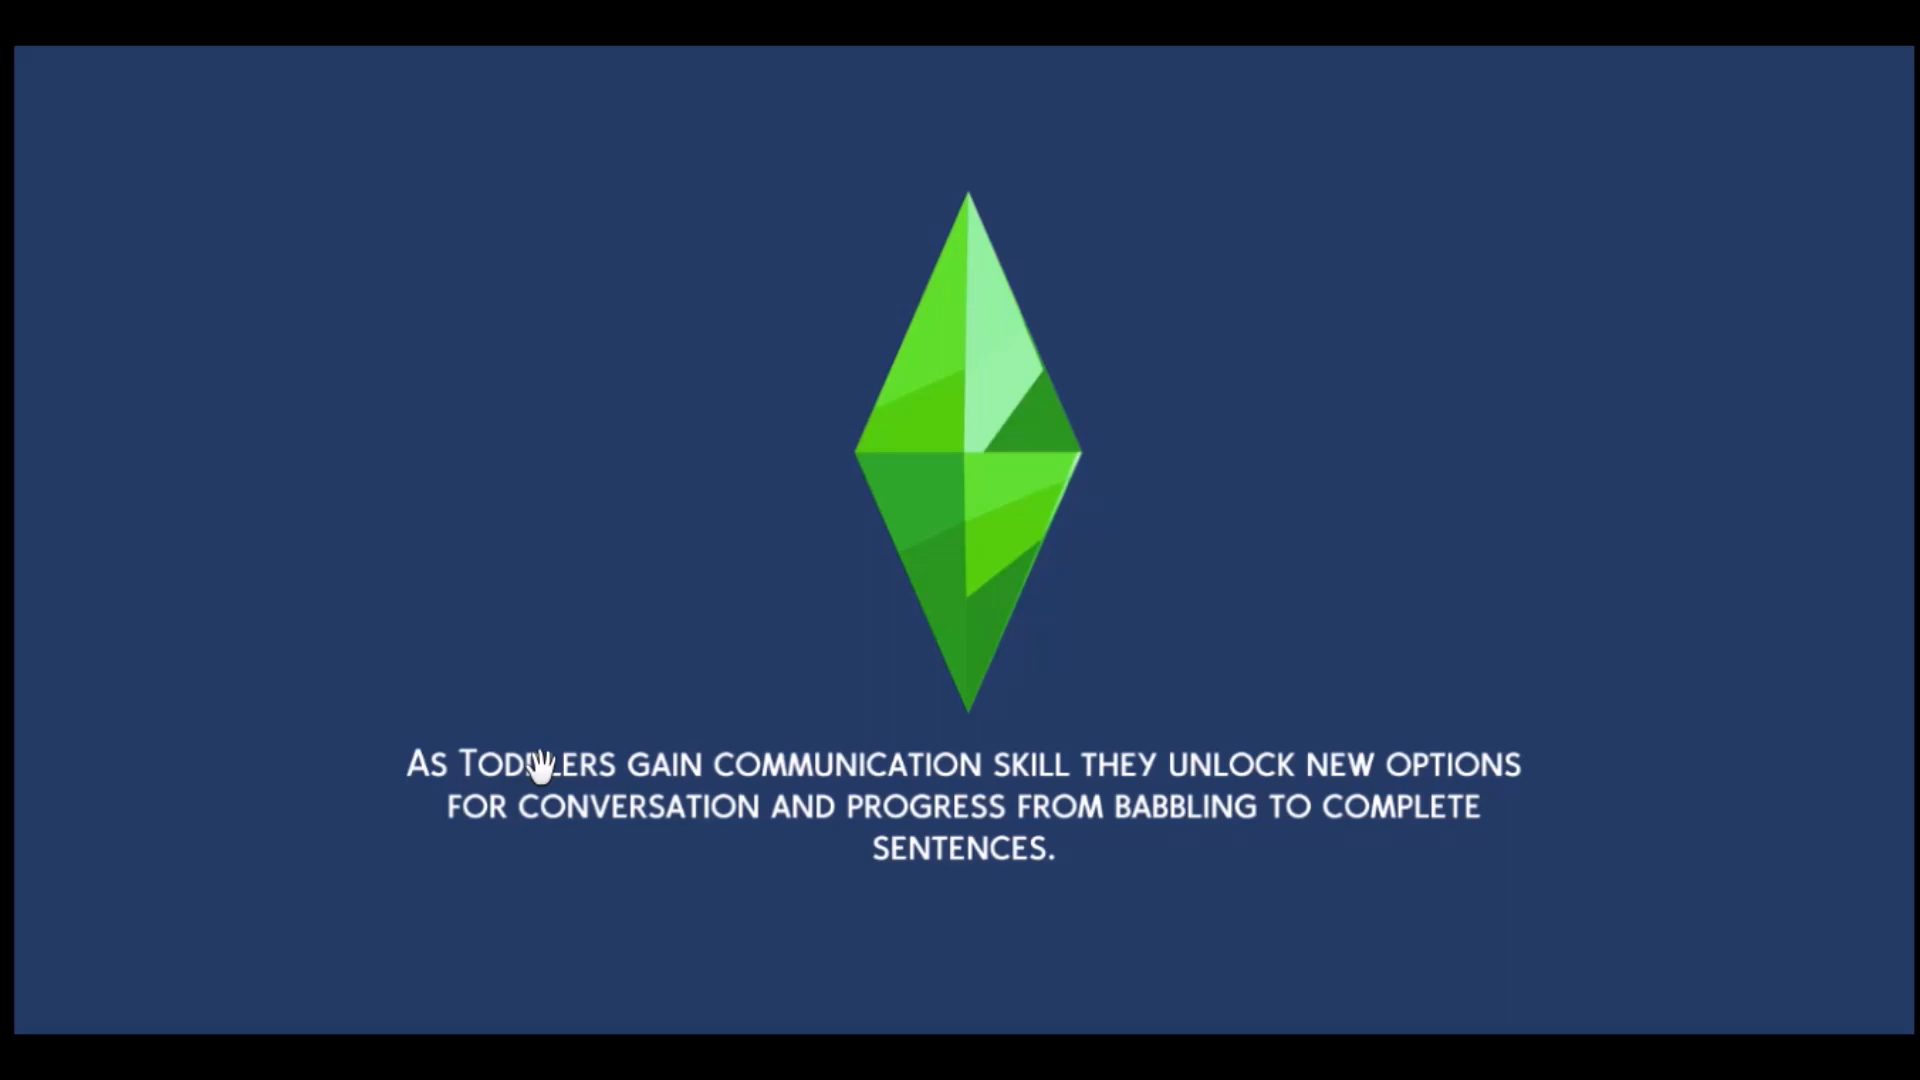 As Toddlers gain communication skill they unlock new options
for conversation and progress from babbling to complete
sentences.